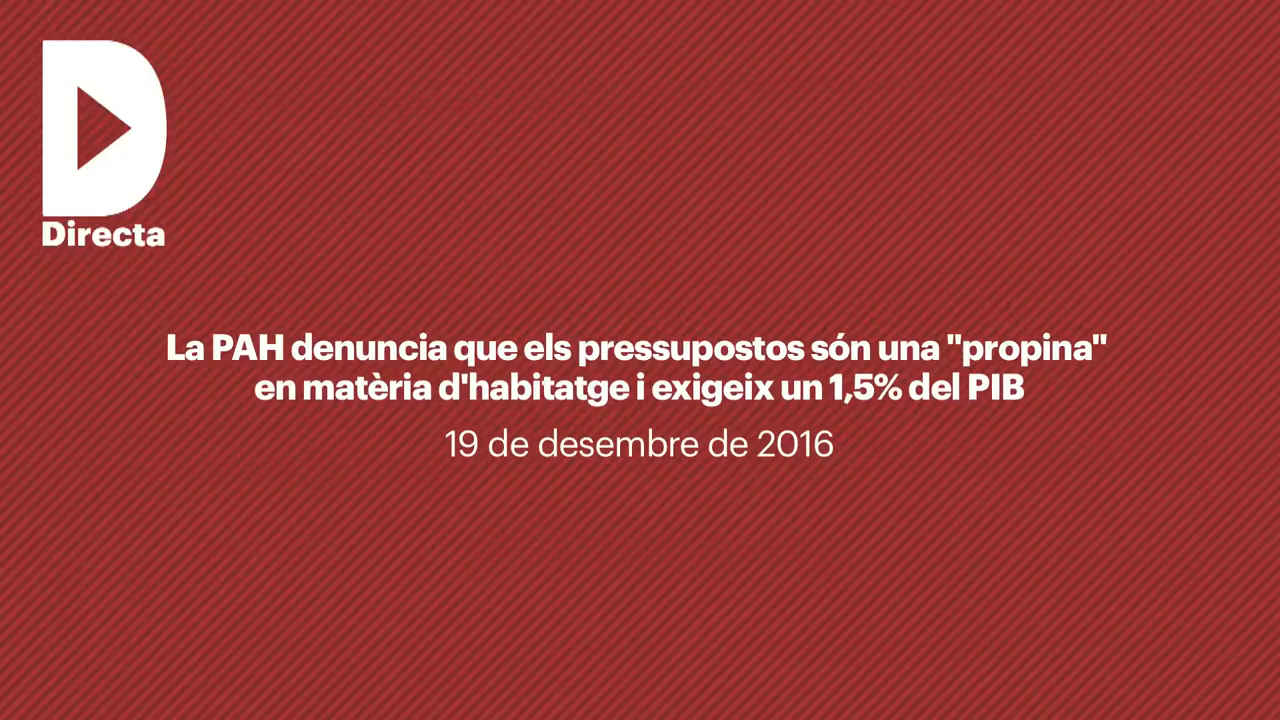 Directa
La PAH denuncia que els pressupostos són una "propina"
en matèria d'habitatge i exigeix un 1,5% del PIB
19 de desembre de 2016